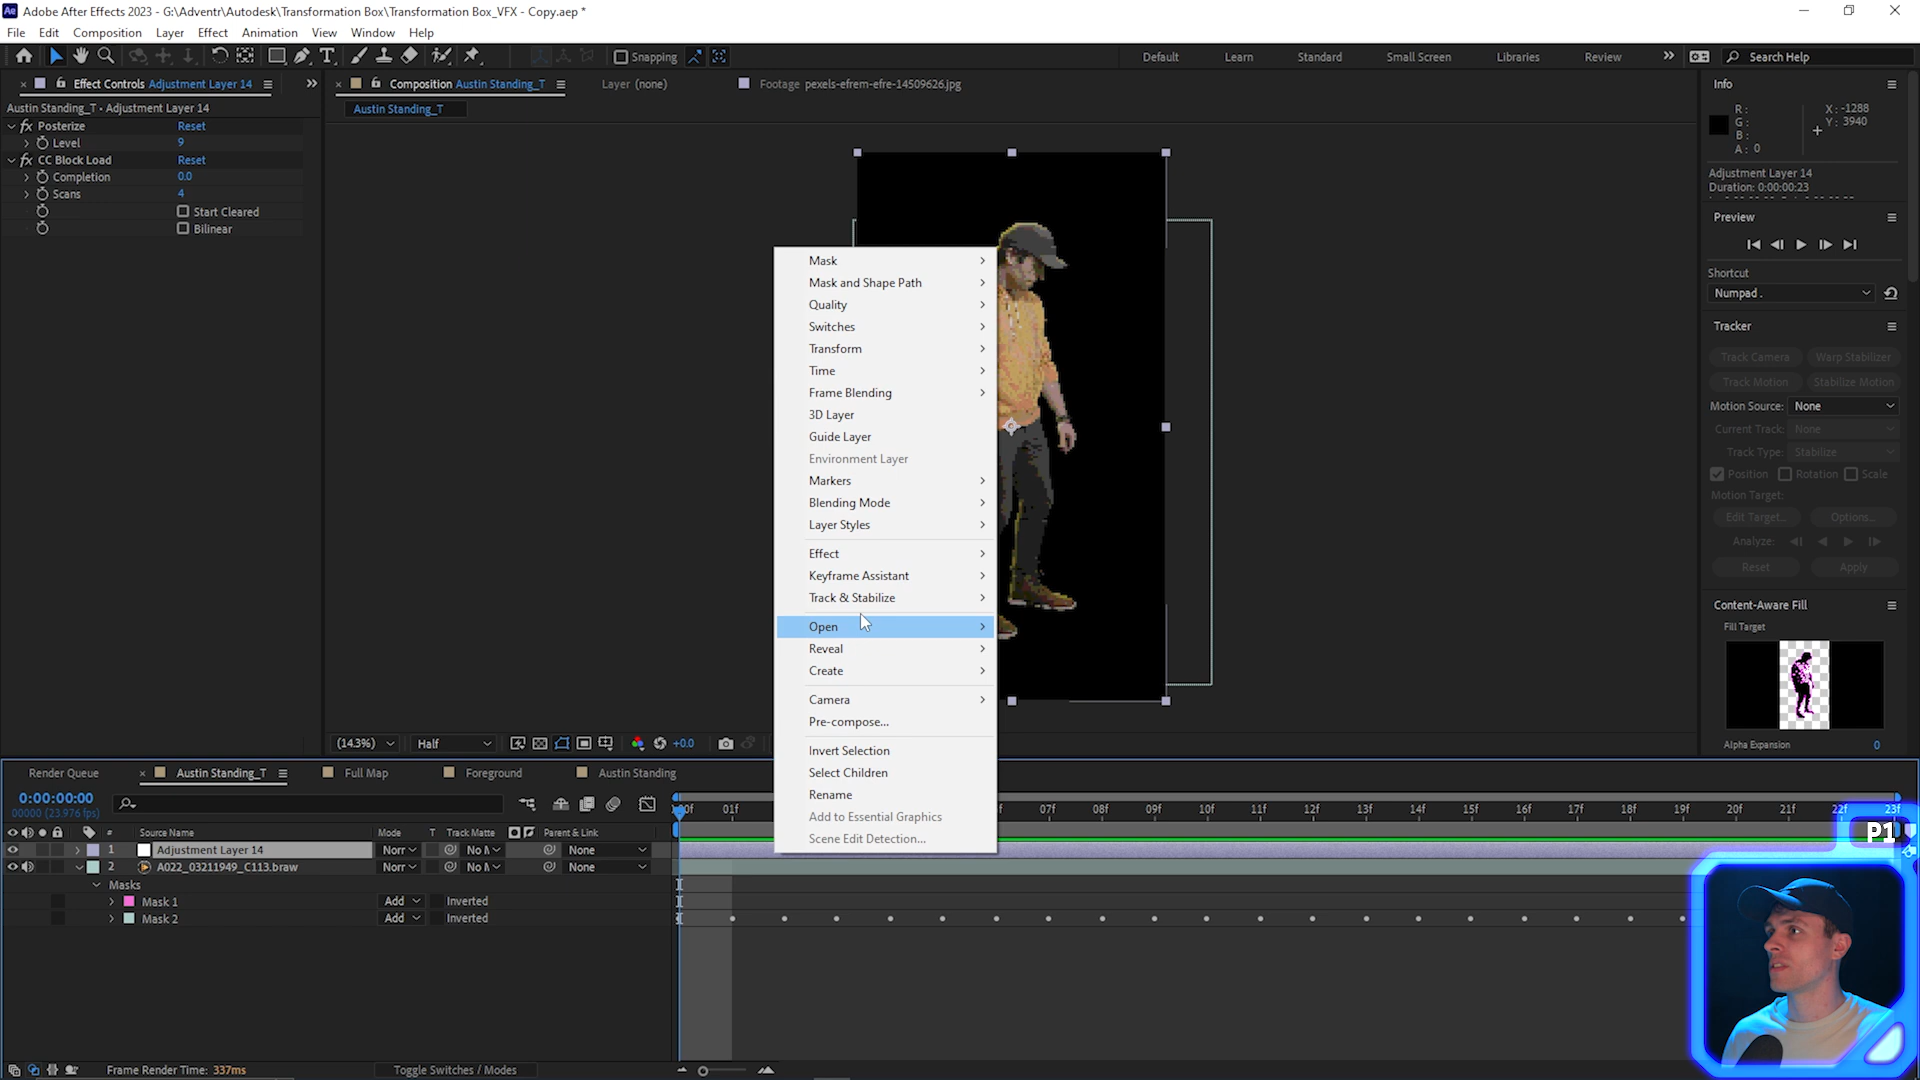 Adobe After Effects 2023 - G:\Adventr\Autodesk\Transformation Box\Transformation Box_VFX - Copy.aep *
File Edit Composition Layer Effect Animation View Window Help
Snapping Default Learn Standard Small Screen Libraries Review Search Help
Effect Controls Adjustment Layer 14
Composition Austin Standing_T
Layer (none)
Footage pexels-efrem-efre-14509626.jpg
Info
Austin Standing_T • Adjustment Layer 14
Austin Standing_T
fx Posterize Reset
Level 9
fx CC Block Load Reset
Completion 0.0
Scans 4
Start Cleared
Bilinear
R:
G:
B:
A: 0
X: -1288
Y: 3940
Adjustment Layer 14
Duration: 0:00:00:23
Preview
Shortcut
Numpad .
Tracker
Track Camera Warp Stabilizer
Track Motion Stabilize Motion
Motion Source: None
Current Track: None
Track Type: Stabilize
Position Rotation Scale
Motion Target:
Edit Target... Options...
Analyze:
Reset Apply
Content-Aware Fill
Fill Target
Alpha Expansion 0
Mask
Mask and Shape Path
Quality
Switches
Transform
Time
Frame Blending
3D Layer
Guide Layer
Environment Layer
Markers
Blending Mode
Layer Styles
Effect
Keyframe Assistant
Track & Stabilize
Open
Reveal
Create
Camera
Pre-compose...
Invert Selection
Select Children
Rename
Add to Essential Graphics
Scene Edit Detection...
(14.3%) Half +0.0
Render Queue Austin Standing_T Full Map Foreground Austin Standing
0:00:00:00
00000 (23.976 fps)
01f 07f 08f 09f 10f 11f 12f 13f 14f 15f 16f 17f 18f 19f 20f 21f 22f 23f
# Source Name Mode T Track Matte Parent & Link
1 Adjustment Layer 14 Norr No M None
2 A022_03211949_C113.braw Norr No M None
Masks
Mask 1 Add Inverted
Mask 2 Add Inverted
P1
Frame Render Time: 337ms
Toggle Switches / Modes